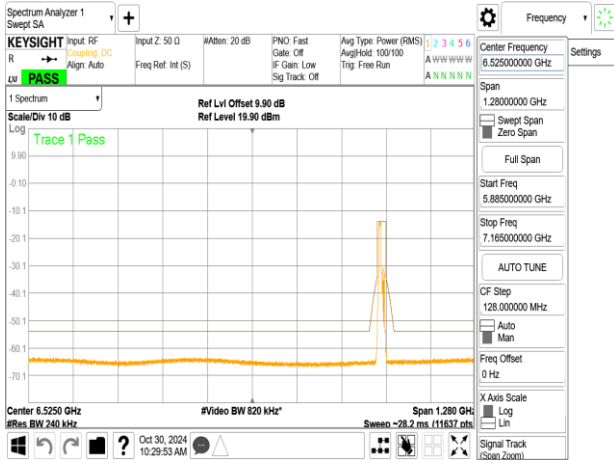 Spectrum Analyzer 1
Swept SA
Frequency
Settings
KEYSIGHT
R
LXI
PASS
Input: RF
Coupling: DC
Align: Auto
Input Z: 50 Ω
Freq Ref: Int (S)
#Atten: 20 dB
PNO: Fast
Gate: Off
IF Gain: Low
Sig Track: Off
Avg Type: Power (RMS)
Avg|Hold: 100/100
Trig: Free Run
1 2 3 4 5 6
A W W W W W
A N N N N N
1 Spectrum
Scale/Div 10 dB
Ref Lvl Offset 9.90 dB
Ref Level 19.90 dBm
Log
Trace 1 Pass
9.90
-0.10
-10.1
-20.1
-30.1
-40.1
-50.1
-60.1
-70.1
Center 6.5250 GHz
#Video BW 820 kHz*
Span 1.280 GHz
#Res BW 240 kHz
Sweep ~28.2 ms (11637 pts
Oct 30, 2024
10:29:53 AM
Center Frequency
6.525000000 GHz
Span
1.28000000 GHz
Swept Span
Zero Span
Full Span
Start Freq
5.885000000 GHz
Stop Freq
7.165000000 GHz
AUTO TUNE
CF Step
128.000000 MHz
Auto
Man
Freq Offset
0 Hz
X Axis Scale
Log
Lin
Signal Track
(Span Zoom)